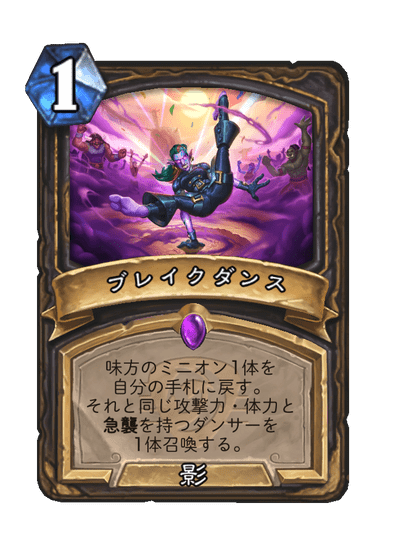 1
ブレイクダンス
味方のミニオン1体を
自分の手札に戻す。
それと同じ攻撃力・体力と
急襲を持つダンサーを
1体召喚する。
影